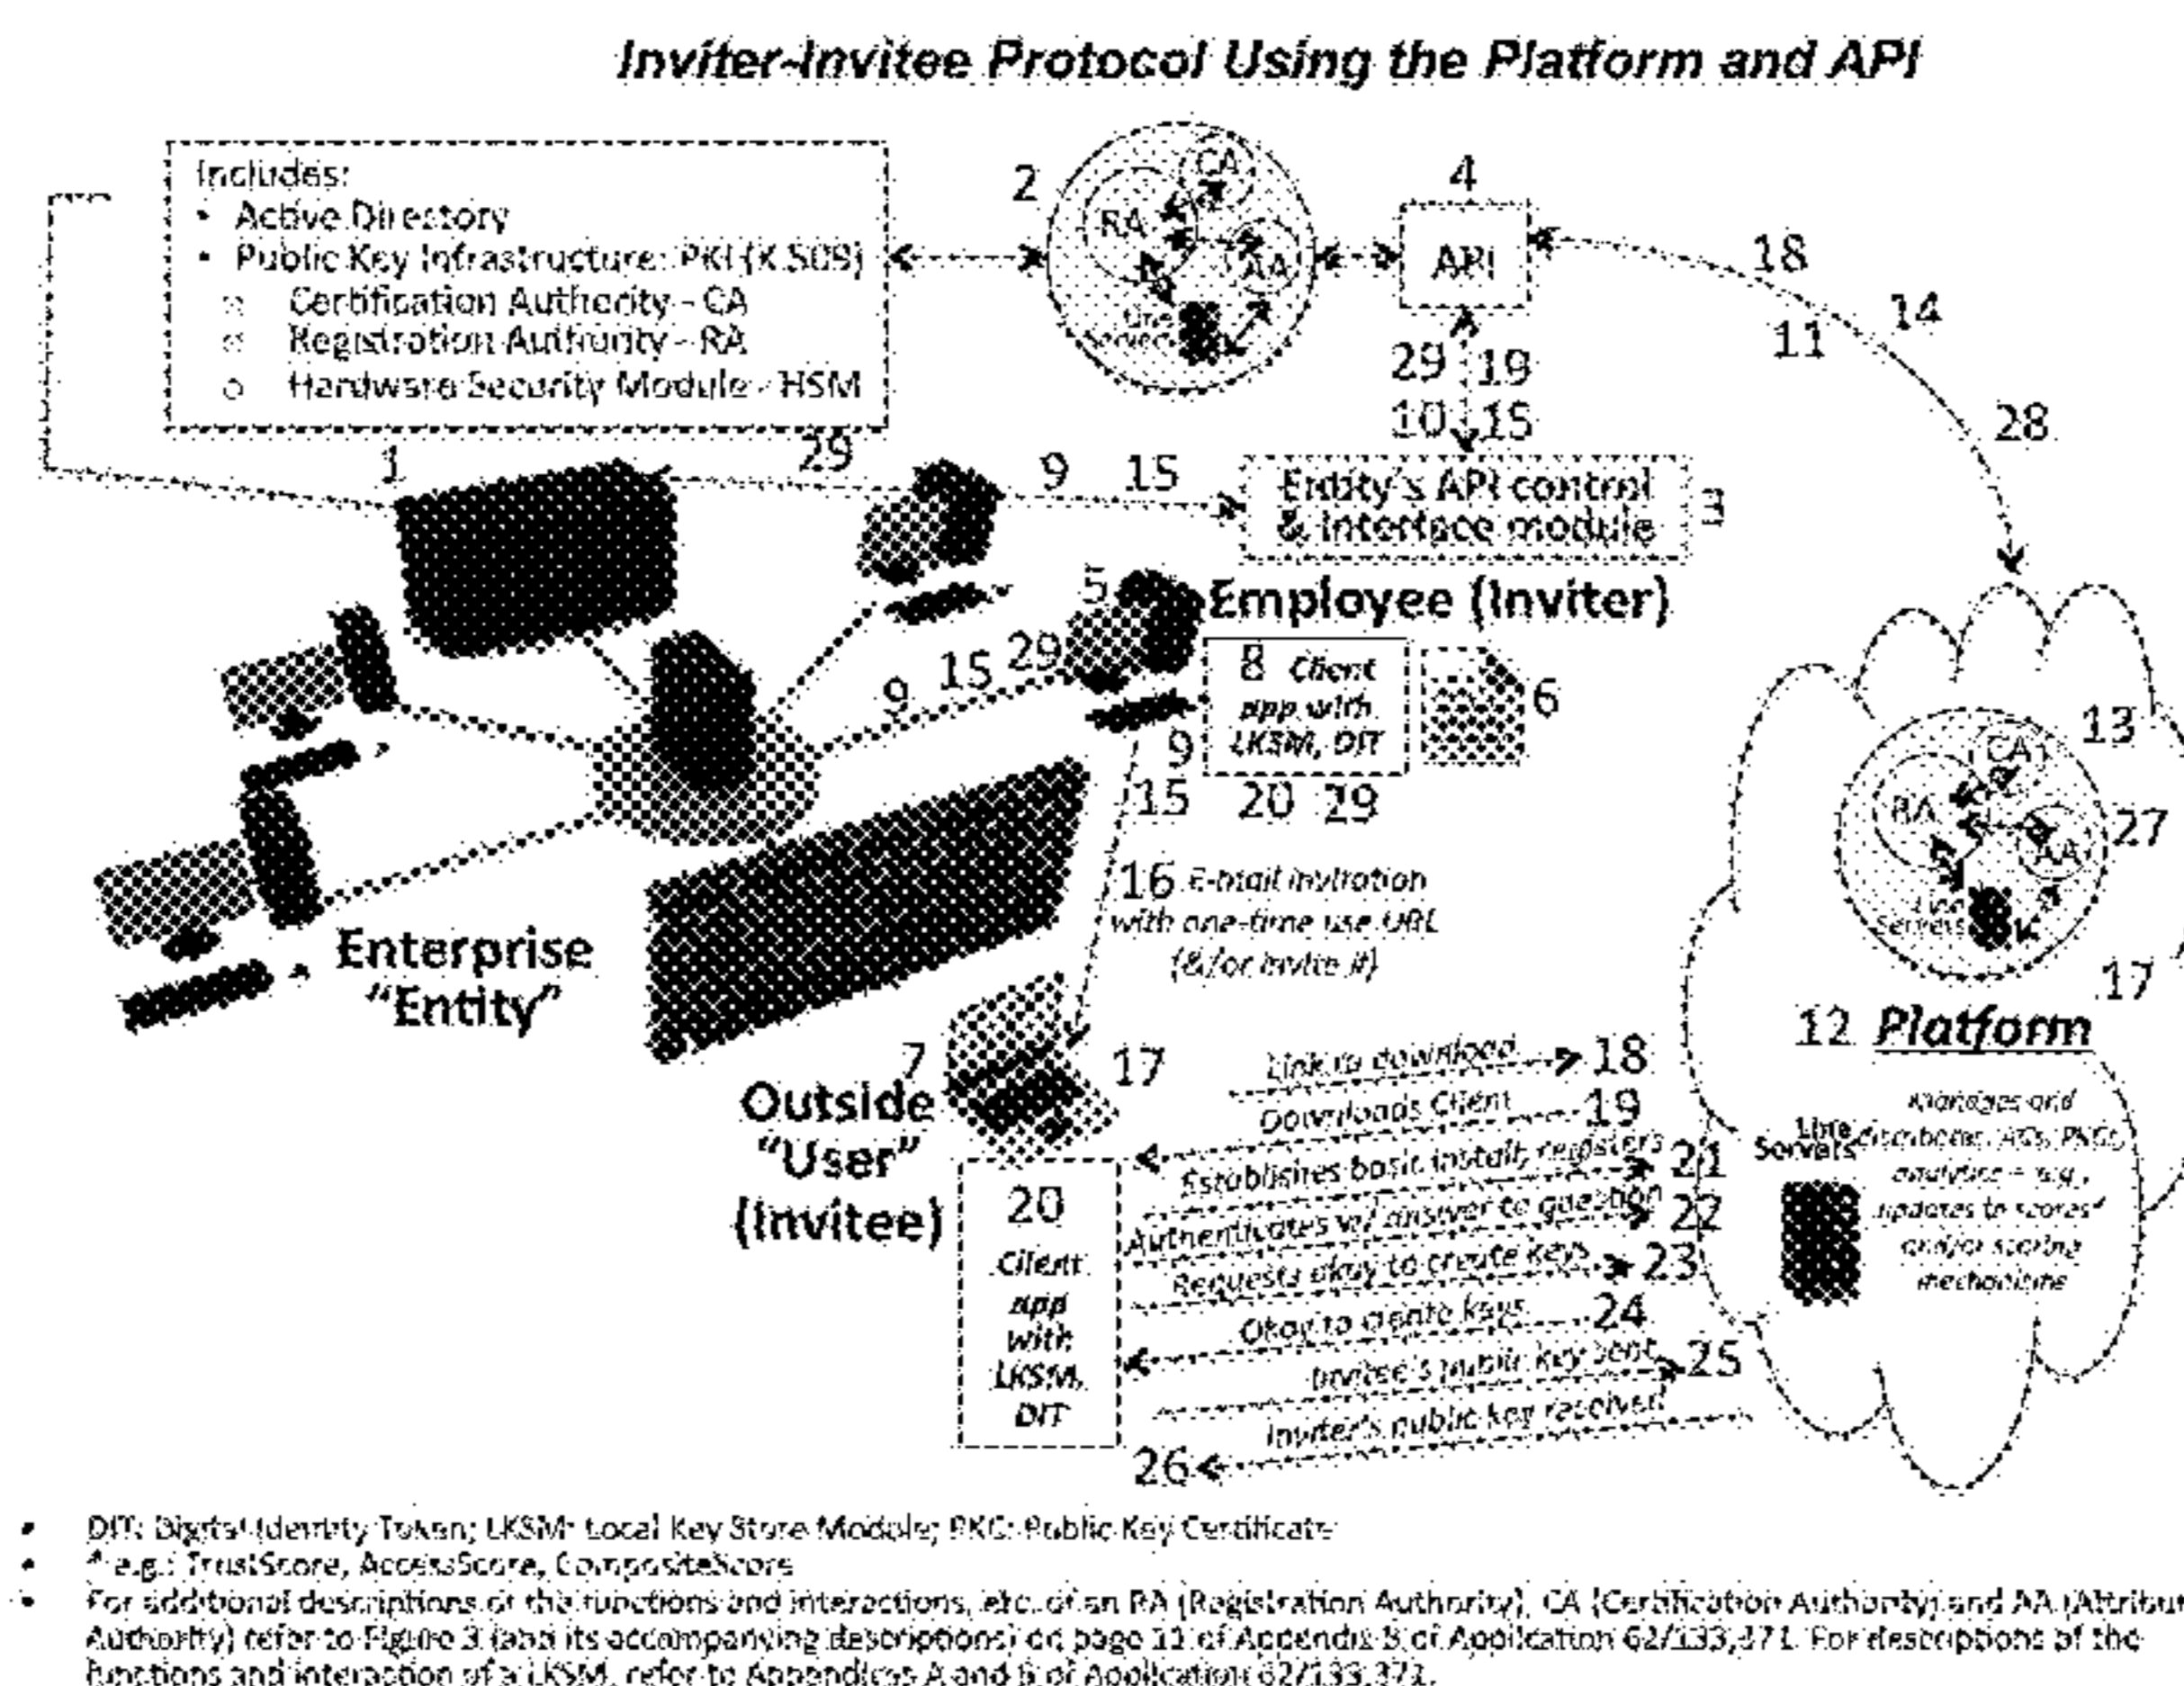 Inviter-Invitee Protocol Using the Platform and API
Includes:
• Active Directory
• Public Key Infrastructure: PKI (X.509)
Certification Authority - CA
Registration Authority - RA
o Hardware Security Module - HSM
2
CA
RA
AA
Line
Servers
4
API
18
14
11
28
29 19
10 15
1
29
9 15
Entity's API control
& interface module
3
5
Employee (Inviter)
8 Client
app with
LKSM, DIT
6
9 15 29
9
15 20 29
16 E-mail invitation
with one-time use URL
(&/or invite #)
Enterprise
"Entity"
7
17
Outside
"User"
(Invitee)
20
Client
app
with
LKSM,
DIT
Link to download 18
Downloads Client 19
Establishes basic install, registers 21
Authenticates w/ answer to question 22
Requests okay to create keys 23
Okay to create keys 24
Invitee's public key sent 25
Inviter's public key received
26
13
CA
RA
AA
27
Line
Servers
17
12 Platform
Line
Servers
Manages and
distributes ACs, PKCs,
analytics – e.g.,
updates to scores*
and/or scoring
mechanisms
• DIT: Digital Identity Token; LKSM: Local Key Store Module; PKC: Public Key Certificate
• * e.g.: TrustScore, AccessScore, CompositeScore
• For additional descriptions of the functions and interactions, etc. of an RA (Registration Authority), CA (Certification Authority) and AA (Attribut
Authority) refer to Figure 3 (and its accompanying descriptions) on page 11 of Appendix B of Application 62/133,371. For descriptions of the
functions and interaction of a LKSM, refer to Appendices A and B of Application 62/133,371.